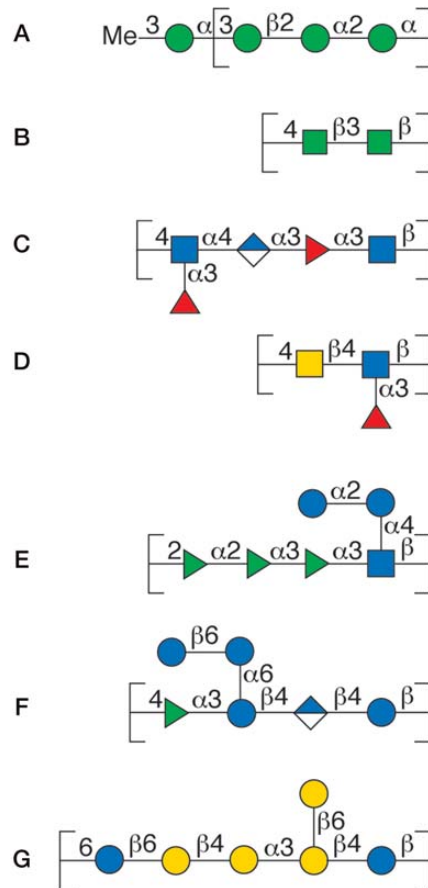 A Me 3 α 3 β2 α2 α
B 4 β3 β
C 4 α4 α3 α3 β
α3
D 4 β4 β
α3
α2
α4
E 2 α2 α3 α3 β
β6
α6
F 4 α3 β4 β4 β
β6
G 6 β6 β4 α3 β4 β